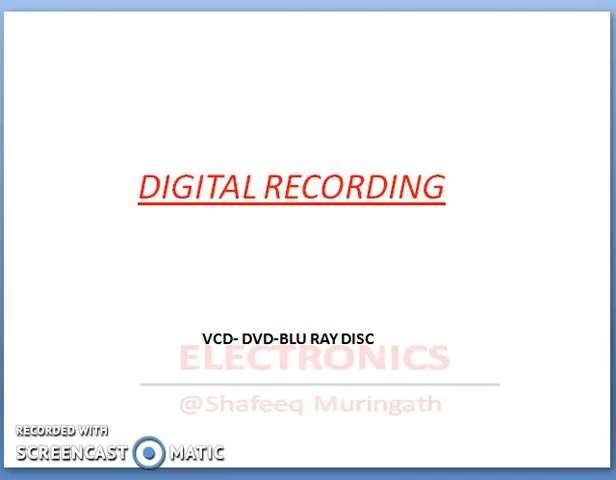 DIGITAL RECORDING
VCD- DVD-BLU RAY DISC
ELECTRONICS
@Shafeeq Muringath
RECORDED WITH
SCREENCAST MATIC